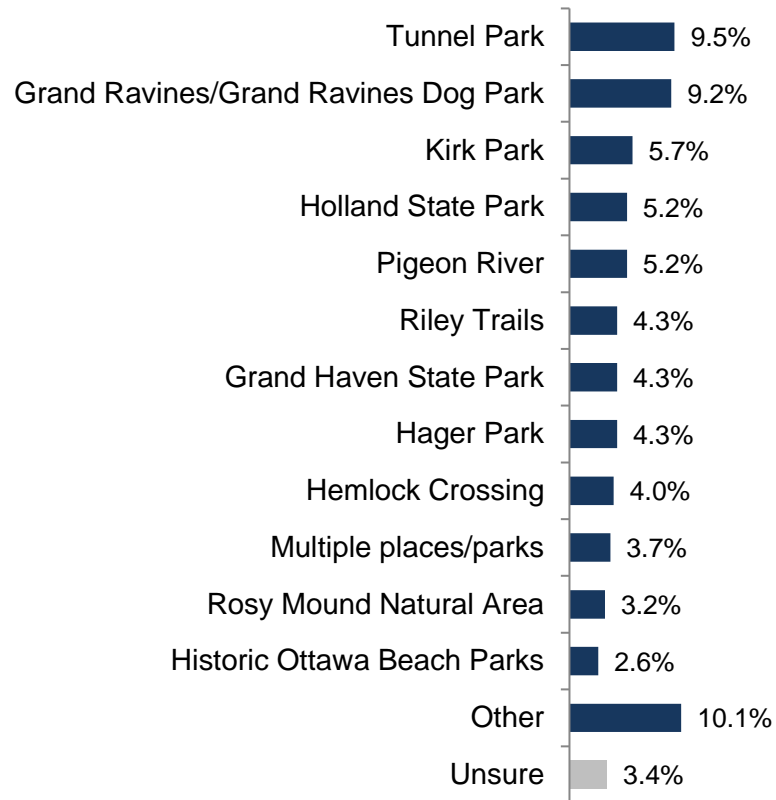 Tunnel Park 9.5%
Grand Ravines/Grand Ravines Dog Park 9.2%
Kirk Park 5.7%
Holland State Park 5.2%
Pigeon River 5.2%
Riley Trails 4.3%
Grand Haven State Park 4.3%
Hager Park 4.3%
Hemlock Crossing 4.0%
Multiple places/parks 3.7%
Rosy Mound Natural Area 3.2%
Historic Ottawa Beach Parks 2.6%
Other 10.1%
Unsure 3.4%